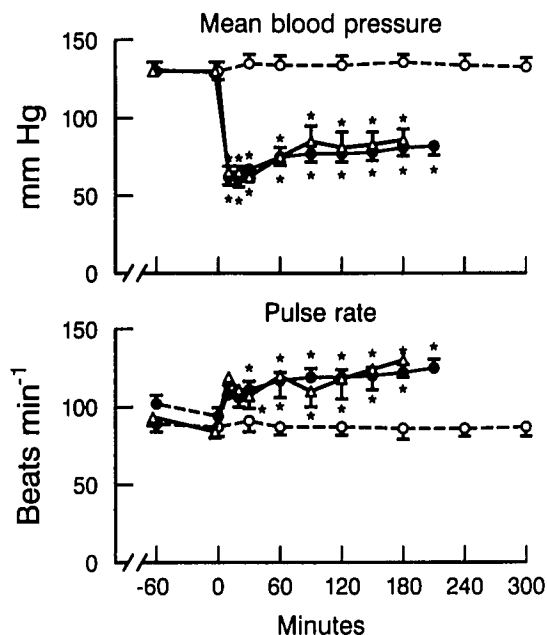 Mean blood pressure
150
100
50
0
mm Hg
Pulse rate
150
100
50
0
Beats min-1
-60 0 60 120 180 240 300
Minutes